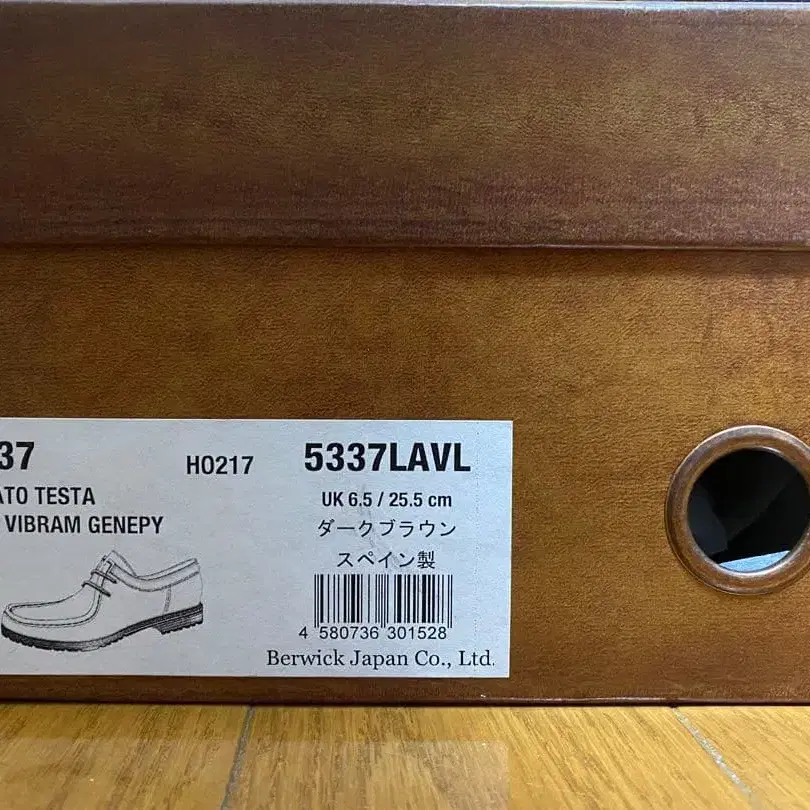 37
HO217
5337LAVL
ATO TESTA
VIBRAM GENEPY
UK 6.5 / 25.5 cm
ダークブラウン
スペイン製
4 580736 301528
Berwick Japan Co., Ltd.